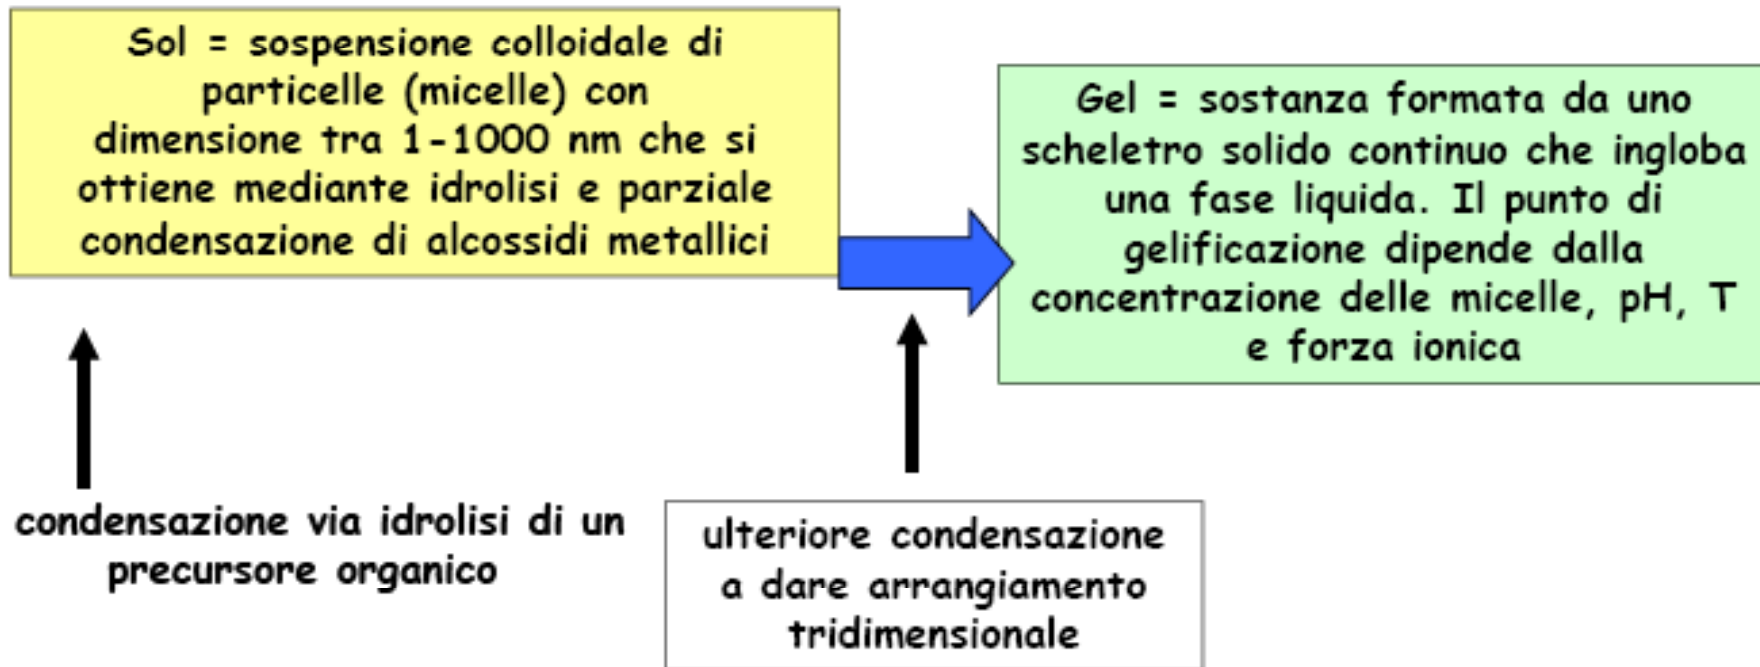 Sol = sospensione colloidale di
particelle (micelle) con
dimensione tra 1-1000 nm che si
ottiene mediante idrolisi e parziale
condensazione di alcossidi metallici
Gel = sostanza formata da uno
scheletro solido continuo che ingloba
una fase liquida. Il punto di
gelificazione dipende dalla
concentrazione delle micelle, pH, T
e forza ionica
condensazione via idrolisi di un
precursore organico
ulteriore condensazione
a dare arrangiamento
tridimensionale